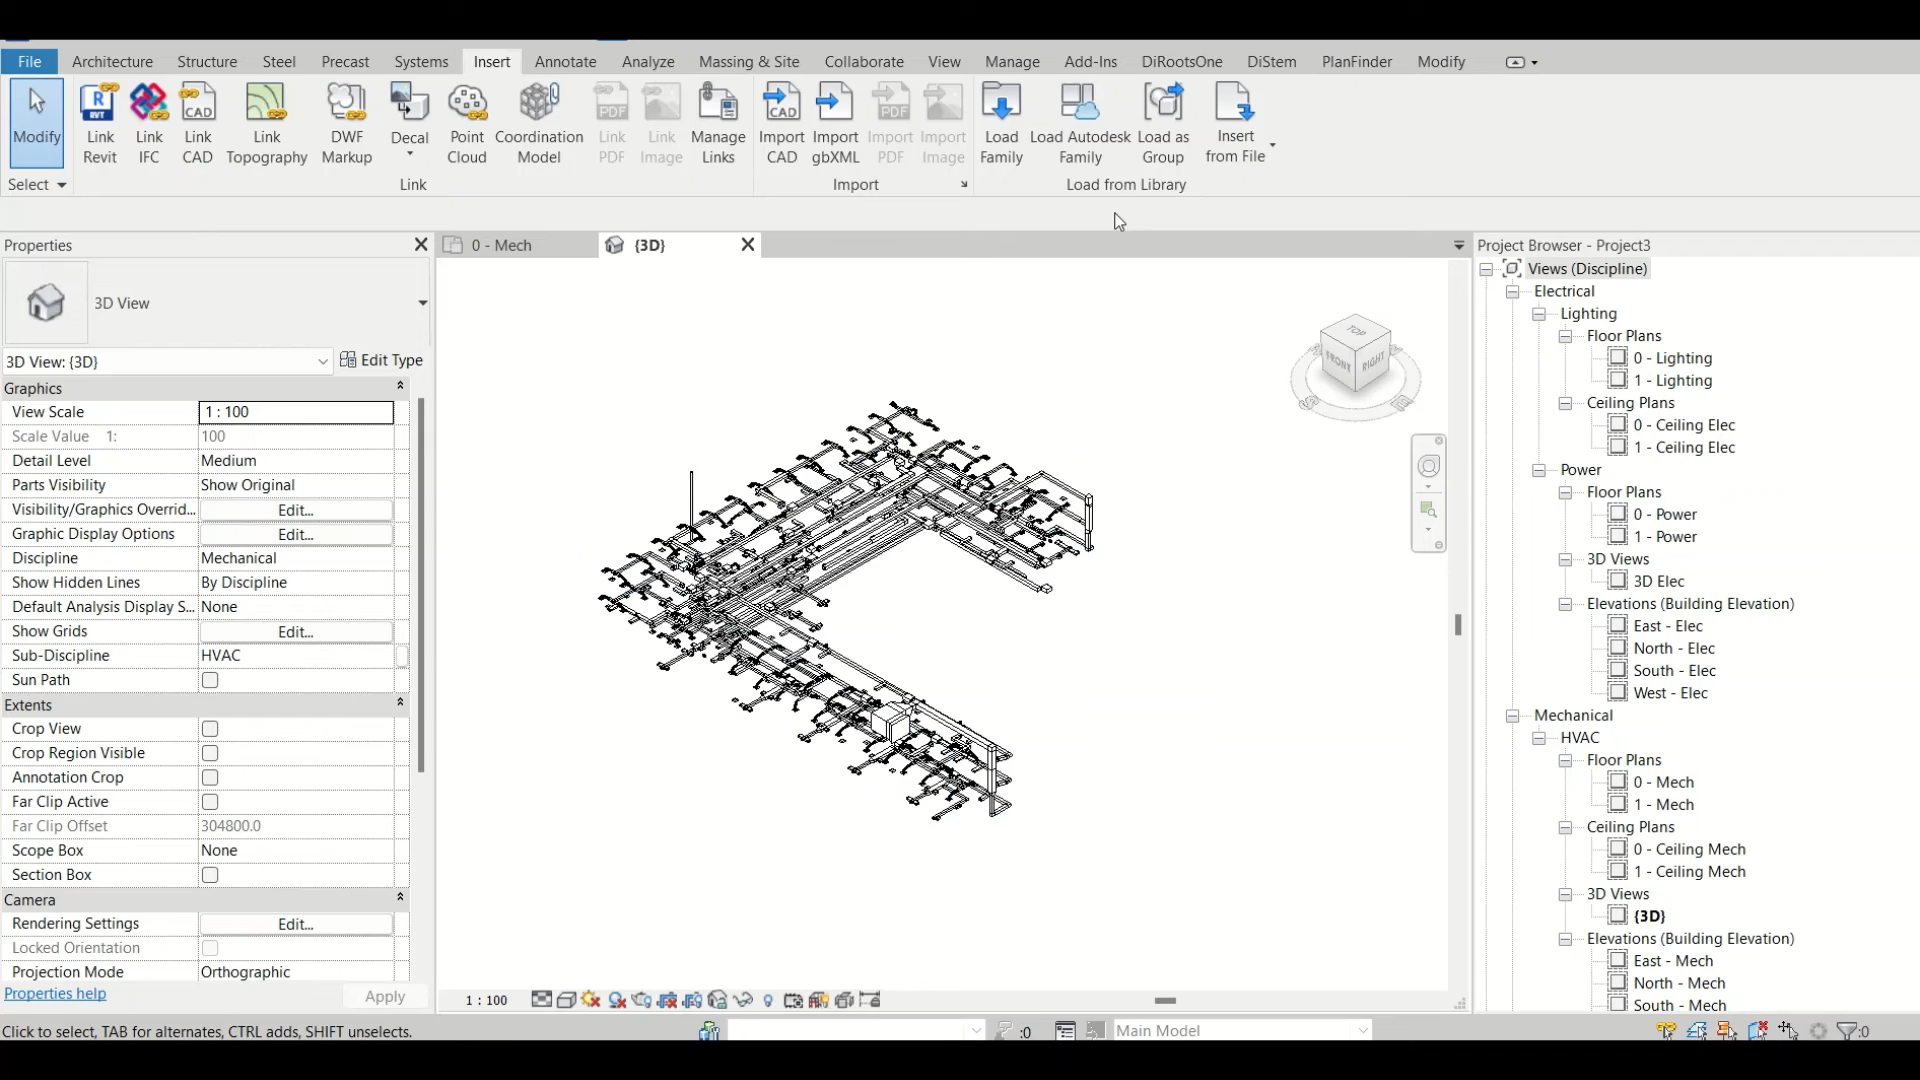 File Architecture Structure Steel Precast Systems Insert Annotate Analyze Massing & Site Collaborate View Manage Add-Ins DiRootsOne DiStem PlanFinder Modify
Modify
Link Revit
Link IFC
Link CAD
Link Topography
DWF Markup
Decal
Point Cloud
Coordination Model
Link PDF
Link Image
Manage Links
Import CAD
Import gbXML
Import PDF
Import Image
Load Family
Load Autodesk Family
Load as Group
Insert from File
Select
Link
Import
Load from Library
Properties
0 - Mech
{3D}
Project Browser - Project3
3D View
3D View: {3D}
Edit Type
Graphics
View Scale 1 : 100
Scale Value 1: 100
Detail Level Medium
Parts Visibility Show Original
Visibility/Graphics Overrid... Edit...
Graphic Display Options Edit...
Discipline Mechanical
Show Hidden Lines By Discipline
Default Analysis Display S... None
Show Grids Edit...
Sub-Discipline HVAC
Sun Path
Extents
Crop View
Crop Region Visible
Annotation Crop
Far Clip Active
Far Clip Offset 304800.0
Scope Box None
Section Box
Camera
Rendering Settings Edit...
Locked Orientation
Projection Mode Orthographic
Properties help
Apply
TOP
FRONT
RIGHT
S
E
1 : 100
Views (Discipline)
Electrical
Lighting
Floor Plans
0 - Lighting
1 - Lighting
Ceiling Plans
0 - Ceiling Elec
1 - Ceiling Elec
Power
Floor Plans
0 - Power
1 - Power
3D Views
3D Elec
Elevations (Building Elevation)
East - Elec
North - Elec
South - Elec
West - Elec
Mechanical
HVAC
Floor Plans
0 - Mech
1 - Mech
Ceiling Plans
0 - Ceiling Mech
1 - Ceiling Mech
3D Views
{3D}
Elevations (Building Elevation)
East - Mech
North - Mech
South - Mech
Click to select, TAB for alternates, CTRL adds, SHIFT unselects.
:0
Main Model
:0